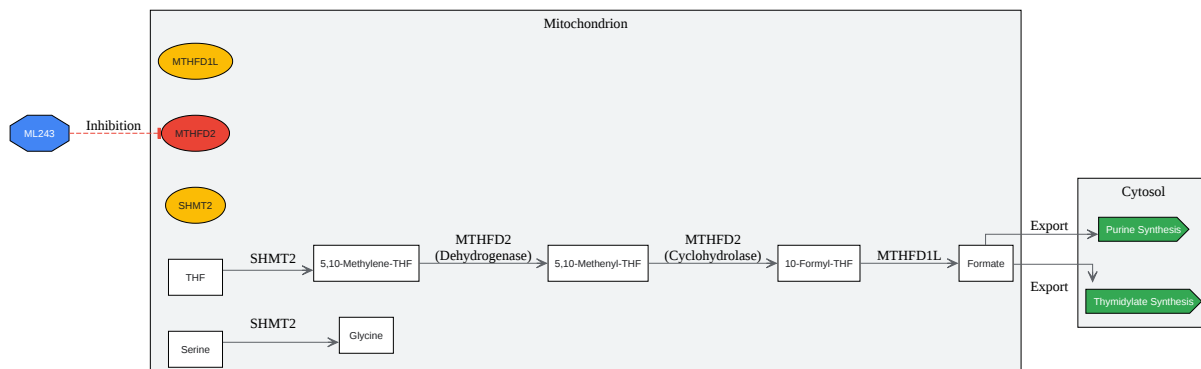 Mitochondrion
MTHFD1L
ML243
Inhibition
MTHFD2
SHMT2
Cytosol
THF
SHMT2
5,10-Methylene-THF
MTHFD2
(Dehydrogenase)
5,10-Methenyl-THF
MTHFD2
(Cyclohydrolase)
10-Formyl-THF
MTHFD1L
Formate
Export
Purine Synthesis
Export
Thymidylate Synthesis
Serine
SHMT2
Glycine